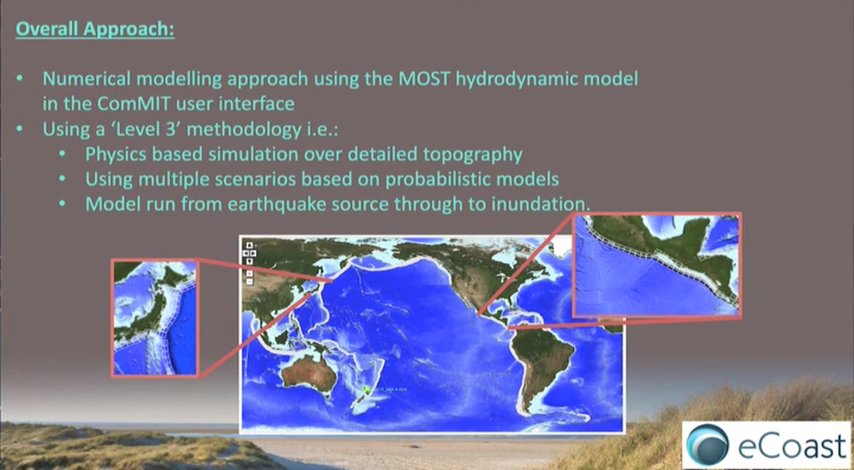 Overall Approach:
• Numerical modelling approach using the MOST hydrodynamic model
in the ComMIT user interface
• Using a ‘Level 3’ methodology i.e.:
• Physics based simulation over detailed topography
• Using multiple scenarios based on probabilistic models
• Model run from earthquake source through to inundation.
eCoast